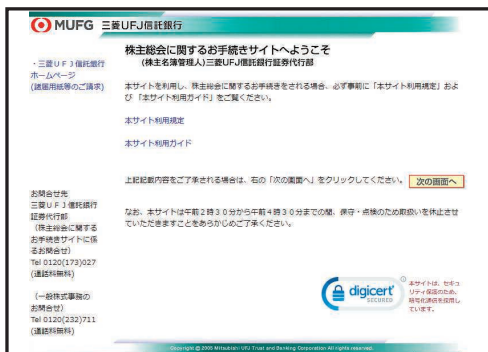 MUFG 三菱UFJ信託銀行
・三菱UFJ信託銀行
ホームページ
(諸届用紙等のご請求)
株主総会に関するお手続きサイトへようこそ
(株主名簿管理人)三菱UFJ信託銀行証券代行部
本サイトを利用し、株主総会に関するお手続きをされる場合、必ず事前に「本サイト利用規定」およ
び「本サイト利用ガイド」をご覧ください。
本サイト利用規定
本サイト利用ガイド
上記記載内容をご了承される場合は、右の「次の画面へ」をクリックしてください。
次の画面へ
なお、本サイトは午前2時30分から午前4時30分までの間、保守・点検のため取扱いを休止させ
ていただきますことをあらかじめご了承ください。
お問合せ先
三菱UFJ信託銀行
証券代行部
(株主総会に関する
お手続きサイトに係
るお問合せ)
Tel 0120(173)027
(通話料無料)
(一般株式事務の
お問合せ)
Tel 0120(232)711
(通話料無料)
digicert
SECURED
本サイトは、セキュ
リティ保護のため、
暗号化通信を採用し
ています。
Copyright @ 2005 Mitsubishi UFJ Trust and Banking Corporation All rights reserved.